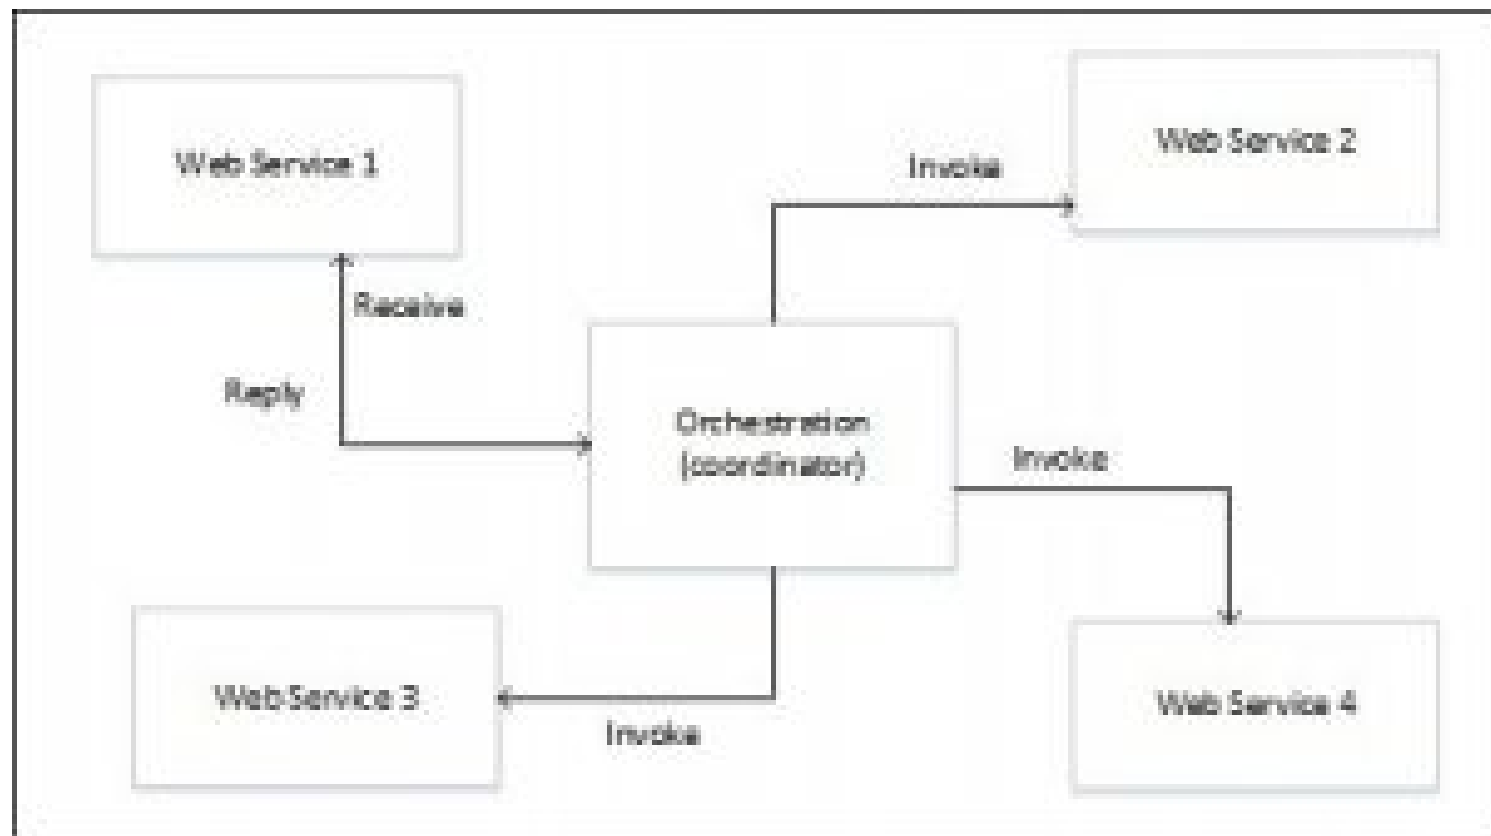 Web Service 1
Web Service 2
Invoke
Receive
Reply
Orchestration
(coordinator)
Invoke
Web Service 3
Invoke
Web Service 4